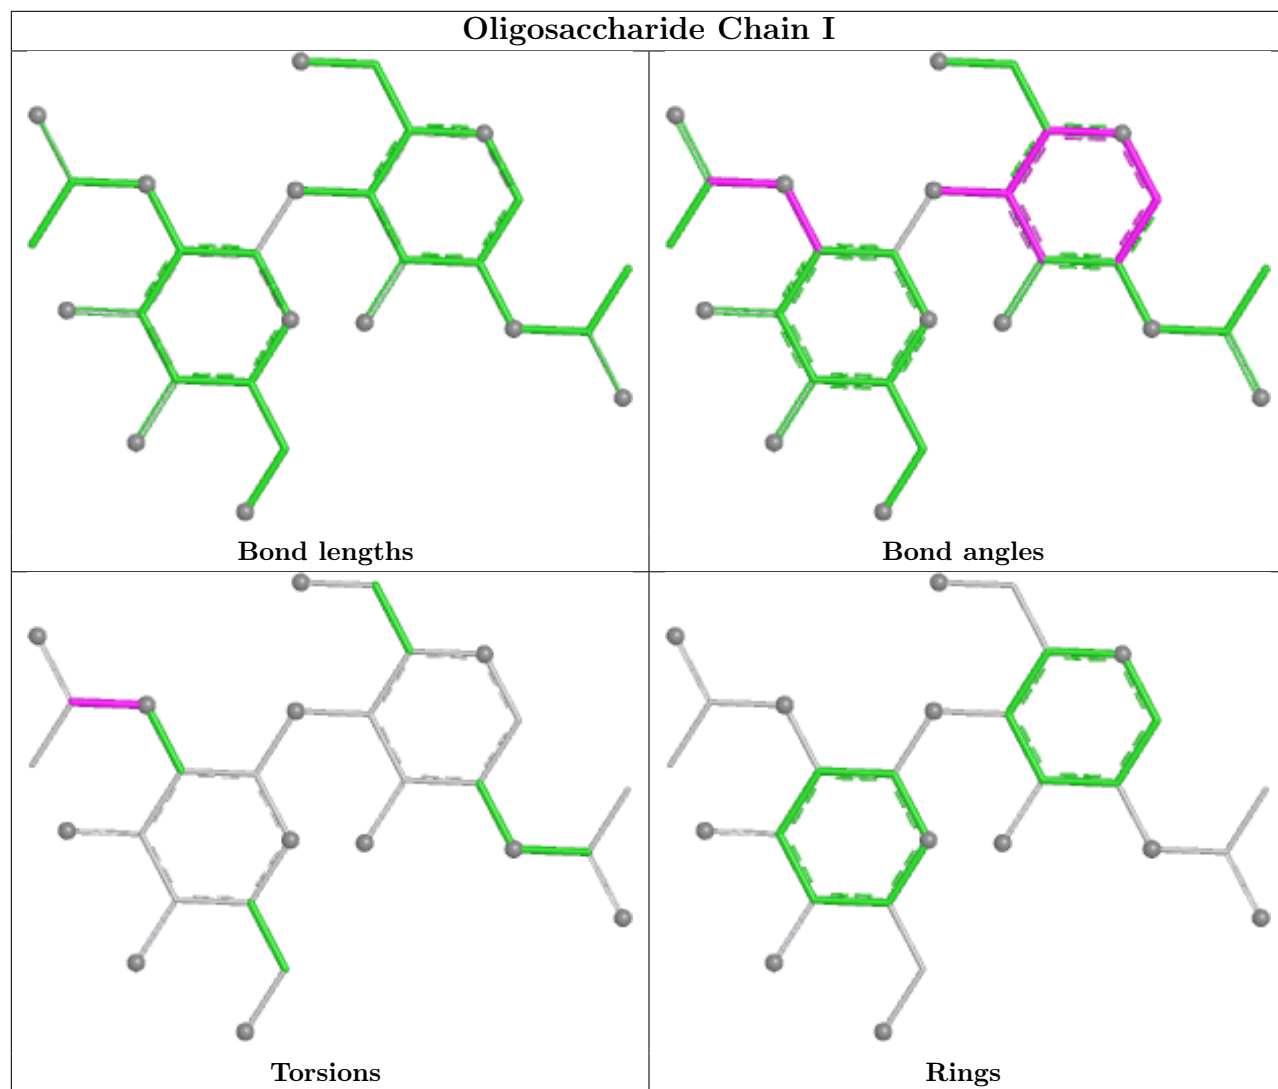 Oligosaccharide Chain I
Bond lengths
Bond angles
Torsions
Rings